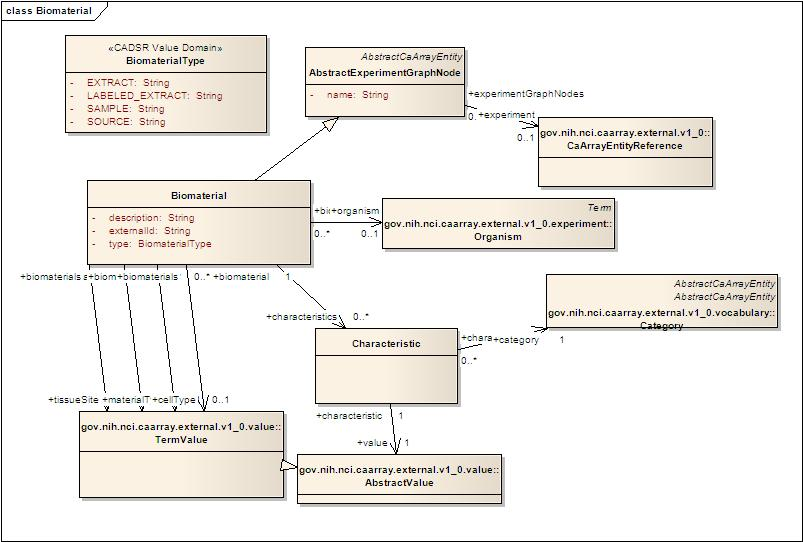 class Biomaterial
«CADSR Value Domain»
BiomaterialType
- EXTRACT: String
- LABELED_EXTRACT: String
- SAMPLE: String
- SOURCE: String
AbstractCaArrayEntity
AbstractExperimentGraphNode
- name: String
+experimentGraphNodes
0..
+experiment
0..1
gov.nih.nci.caarray.external.v1_0::
CaArrayEntityReference
Biomaterial
- description: String
- externalId: String
- type: BiomaterialType
+organism
0..*
0..1
Term
gov.nih.nci.caarray.external.v1_0.experiment::
Organism
+biomaterials
+biomaterials
0..*
+biomaterial
1
+characteristics
0..*
AbstractCaArrayEntity
AbstractCaArrayEntity
gov.nih.nci.caarray.external.v1_0.vocabulary::
Category
Characteristic
+chara
+category
1
0..*
+tissueSite
+materialT
+cellType
0..1
+characteristic
1
gov.nih.nci.caarray.external.v1_0.value::
TermValue
+value
1
gov.nih.nci.caarray.external.v1_0.value::
AbstractValue